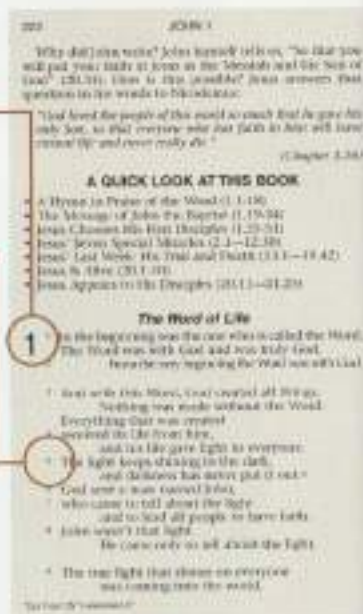 JOHN 1
Why did John write? John himself tells us, "So that you
will put your faith in Jesus as the Messiah and the Son of
God" (20.31). How is this possible? Jesus answers that
question in his words to Nicodemus:
"God loved the people of this world so much that he gave his
only Son, so that everyone who has faith in him will have
eternal life and never really die."
(Chapter 3.16)
A QUICK LOOK AT THIS BOOK
A Hymn in Praise of the Word (1.1-18)
The Message of John the Baptist (1.19-34)
Jesus Chooses His First Disciples (1.35-51)
Jesus' Seven Special Miracles (2.1—12.50)
Jesus' Last Week: His Trial and Death (13.1—19.42)
Jesus Is Alive (20.1-10)
Jesus Appears to His Disciples (20.11—21.25)
The Word of Life
1 In the beginning was the one who is called the Word.
The Word was with God and was truly God.
From the very beginning the Word was with God.
And with this Word, God created all things.
Nothing was made without the Word.
Everything that was created
received its life from him,
and his life gave light to everyone.
The light keeps shining in the dark,
and darkness has never put it out.
God sent a man named John,
who came to tell about the light
and to lead all people to have faith.
John wasn't that light.
He came only to tell about the light.
The true light that shines on everyone
was coming into the world.